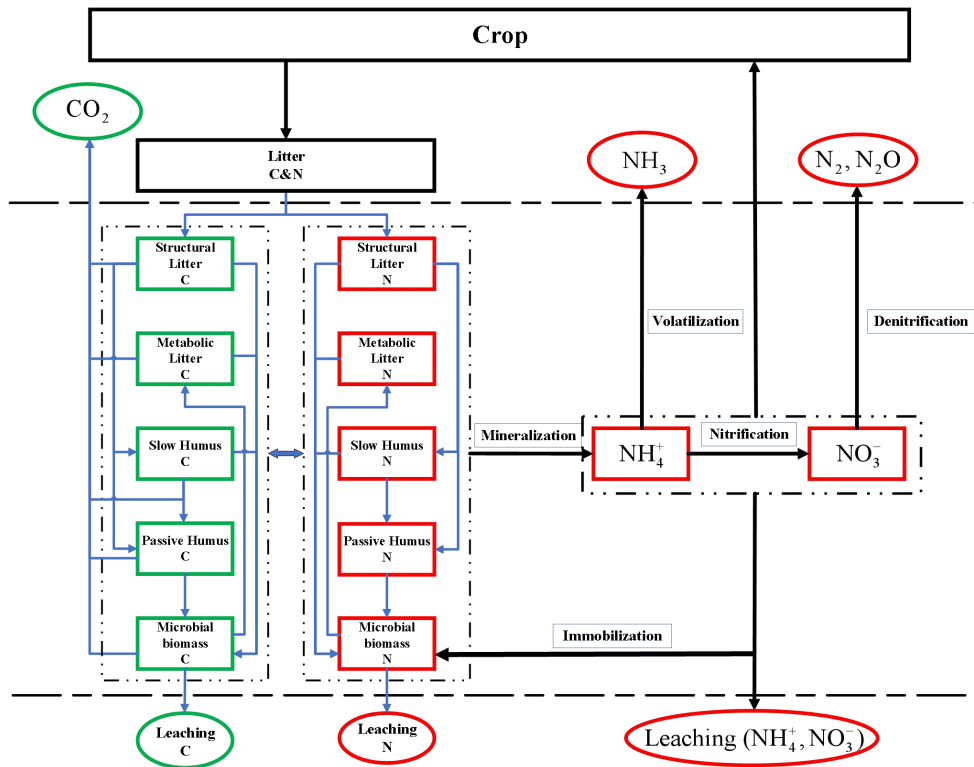 Crop
CO₂
Litter
C&N
NH₃
N₂, N₂O
Structural
Litter
C
Structural
Litter
N
Volatilization
Denitrification
Metabolic
Litter
C
Metabolic
Litter
N
Slow Humus
C
Slow Humus
N
Mineralization
NH₄⁺
Nitrification
NO₃⁻
Passive Humus
C
Passive Humus
N
Microbial
biomass
C
Microbial
biomass
N
Immobilization
Leaching
C
Leaching
N
Leaching (NH₄⁺, NO₃⁻)